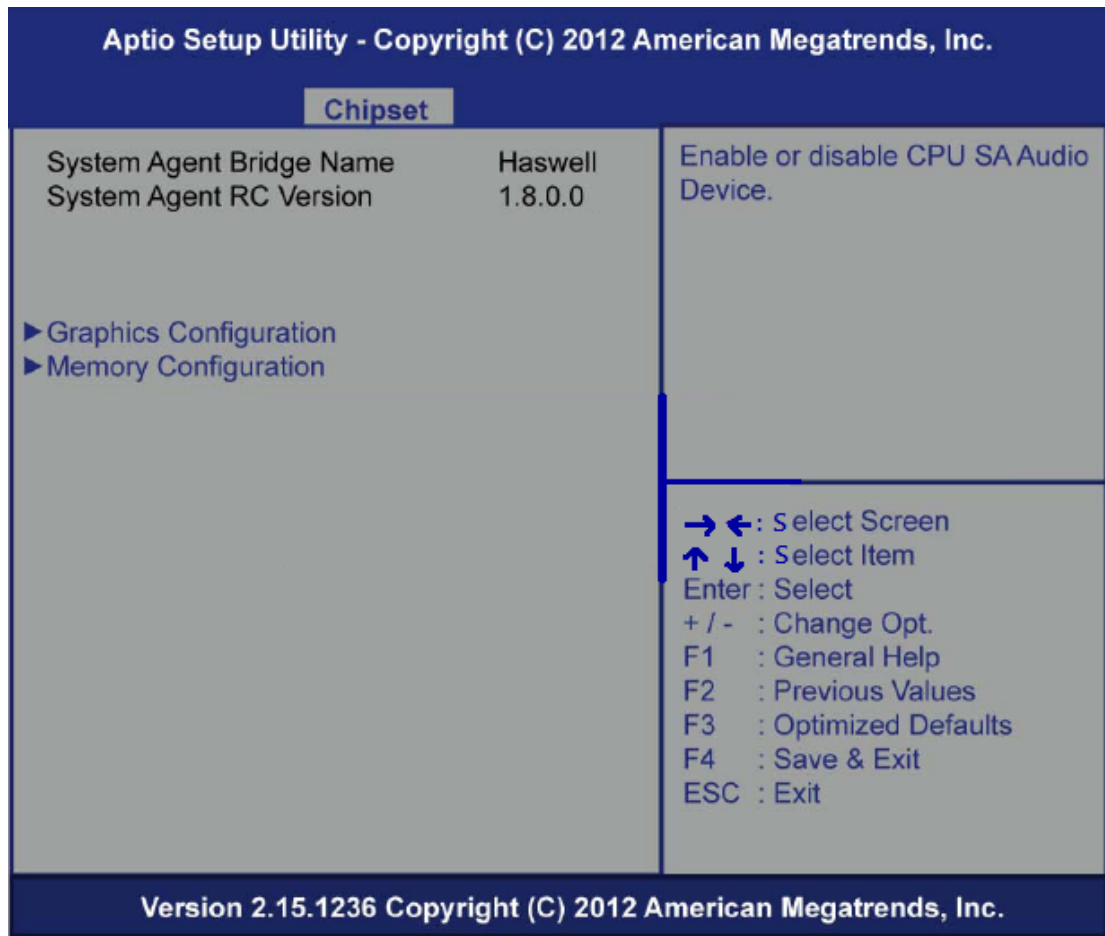 Aptio Setup Utility - Copyright (C) 2012 American Megatrends, Inc.
Chipset
System Agent Bridge Name Haswell
System Agent RC Version 1.8.0.0
►Graphics Configuration
►Memory Configuration
Enable or disable CPU SA Audio
Device.
→ ←: Select Screen
↑ ↓ : Select Item
Enter : Select
+ / - : Change Opt.
F1 : General Help
F2 : Previous Values
F3 : Optimized Defaults
F4 : Save & Exit
ESC : Exit
Version 2.15.1236 Copyright (C) 2012 American Megatrends, Inc.